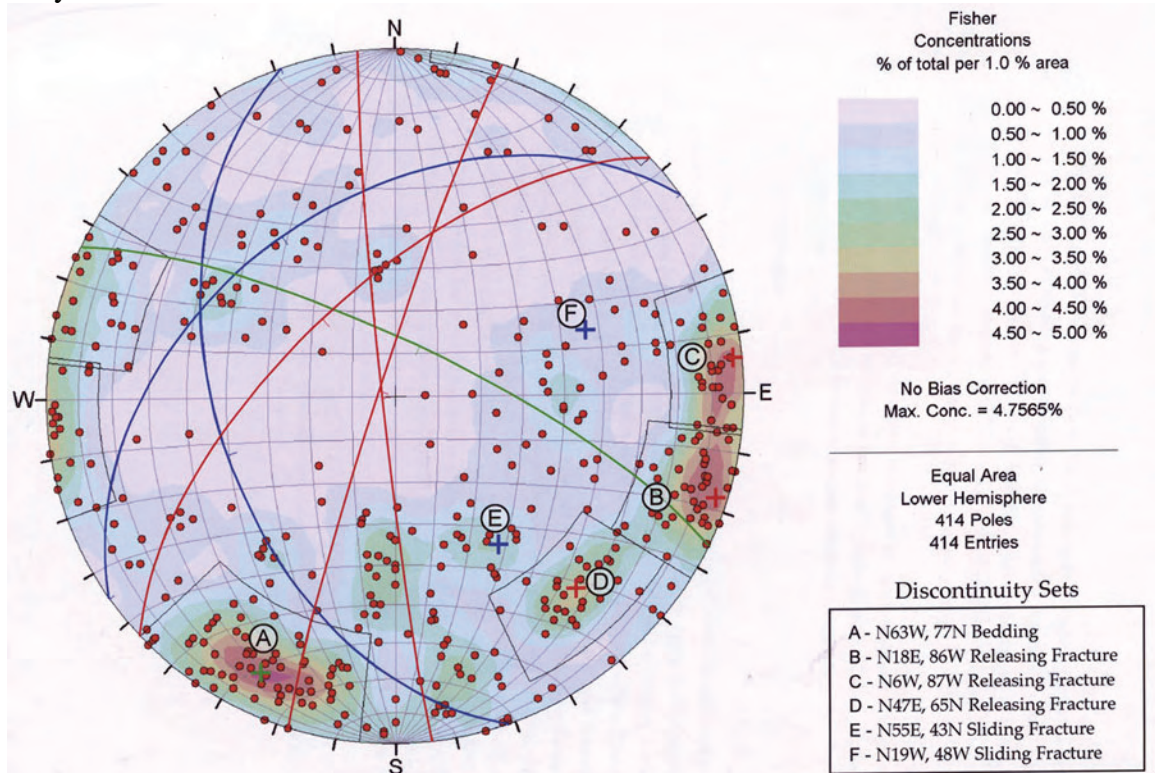 N
W
E
S
A
B
C
D
E
F
Fisher
Concentrations
% of total per 1.0 % area
0.00 ~ 0.50 %
0.50 ~ 1.00 %
1.00 ~ 1.50 %
1.50 ~ 2.00 %
2.00 ~ 2.50 %
2.50 ~ 3.00 %
3.00 ~ 3.50 %
3.50 ~ 4.00 %
4.00 ~ 4.50 %
4.50 ~ 5.00 %
No Bias Correction
Max. Conc. = 4.7565%
Equal Area
Lower Hemisphere
414 Poles
414 Entries
Discontinuity Sets
A - N63W, 77N Bedding
B - N18E, 86W Releasing Fracture
C - N6W, 87W Releasing Fracture
D - N47E, 65N Releasing Fracture
E - N55E, 43N Sliding Fracture
F - N19W, 48W Sliding Fracture